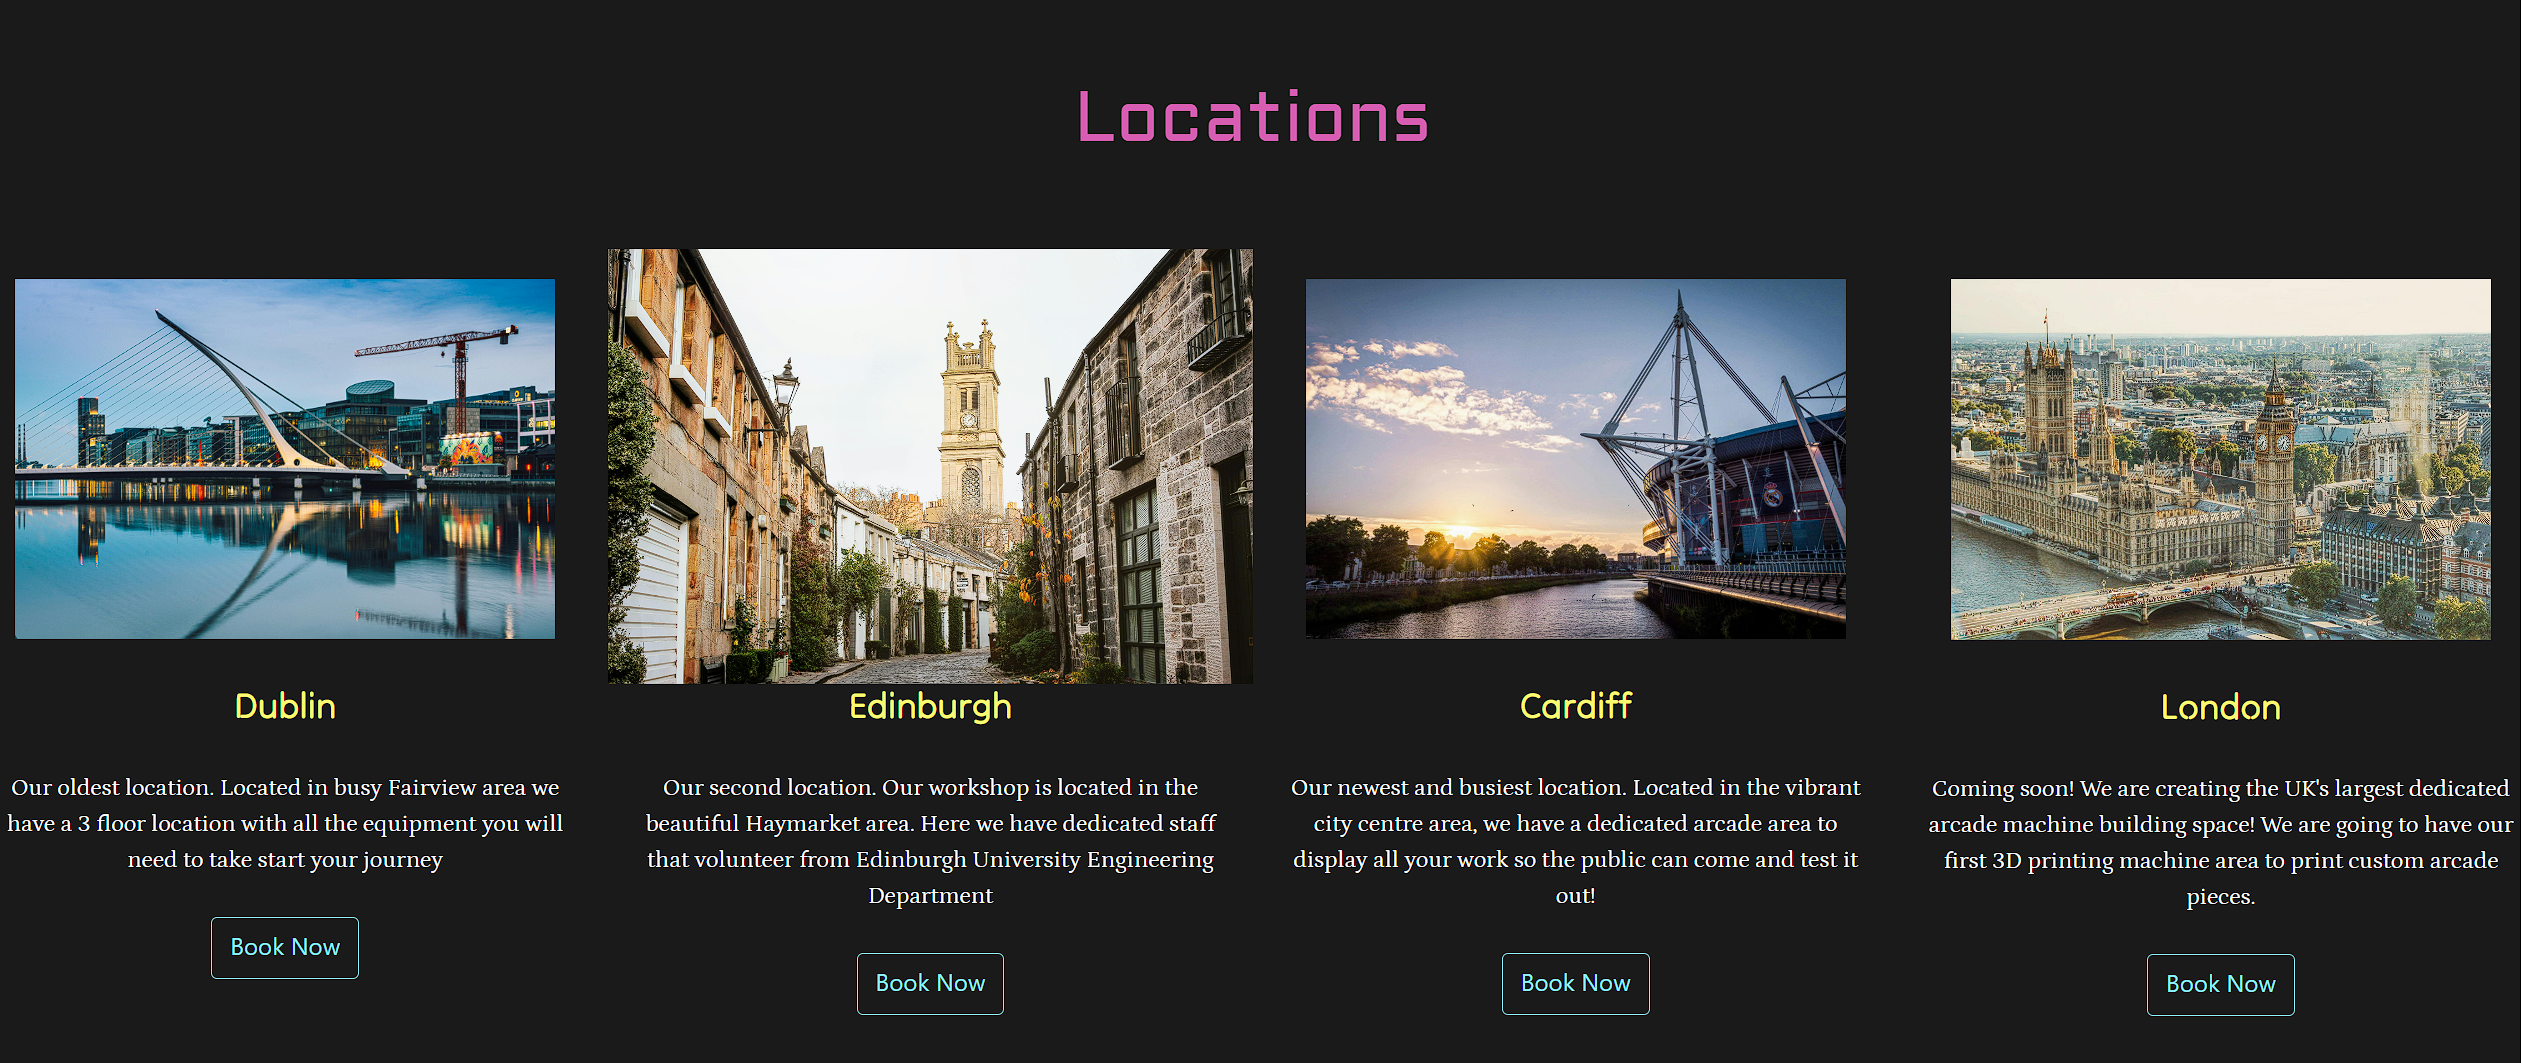 Locations
Dublin
Our oldest location. Located in busy Fairview area we
have a 3 floor location with all the equipment you will
need to take start your journey
Book Now
Edinburgh
Our second location. Our workshop is located in the
beautiful Haymarket area. Here we have dedicated staff
that volunteer from Edinburgh University Engineering
Department
Book Now
Cardiff
Our newest and busiest location. Located in the vibrant
city centre area, we have a dedicated arcade area to
display all your work so the public can come and test it
out!
Book Now
London
Coming soon! We are creating the UK's largest dedicated
arcade machine building space! We are going to have our
first 3D printing machine area to print custom arcade
pieces.
Book Now